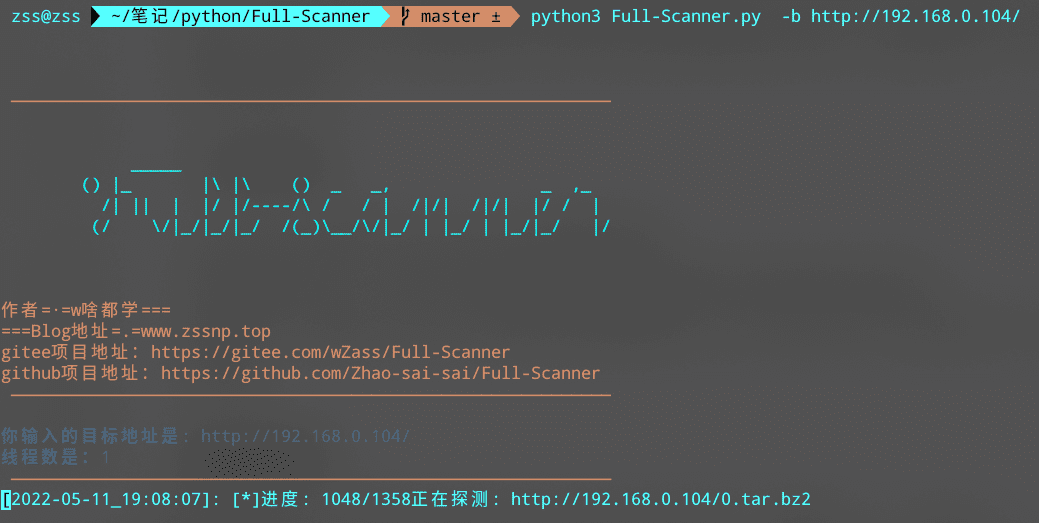 zss@zss ~/笔记/python/Full-Scanner master ± python3 Full-Scanner.py  -b http://192.168.0.104/
作者=·=w啥都学===
===Blog地址=.=www.zssnp.top
gitee项目地址: https://gitee.com/wZass/Full-Scanner
github项目地址: https://github.com/Zhao-sai-sai/Full-Scanner
你输入的目标地址是: http://192.168.0.104/
线程数是: 1
[2022-05-11_19:08:07]: [*]进度: 1048/1358正在探测: http://192.168.0.104/0.tar.bz2